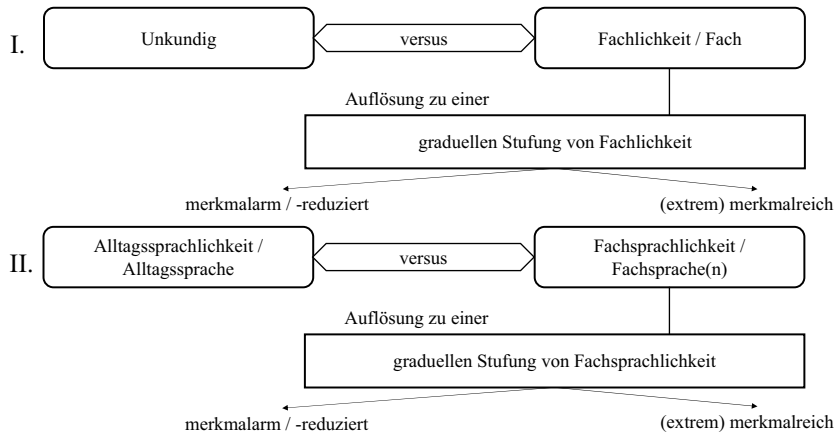 I.
Unkundig
versus
Fachlichkeit / Fach
Auflösung zu einer
graduellen Stufung von Fachlichkeit
merkmalarm / -reduziert
(extrem) merkmalreich
II.
Alltagssprachlichkeit /
Alltagssprache
versus
Fachsprachlichkeit /
Fachsprache(n)
Auflösung zu einer
graduellen Stufung von Fachsprachlichkeit
merkmalarm / -reduziert
(extrem) merkmalreich